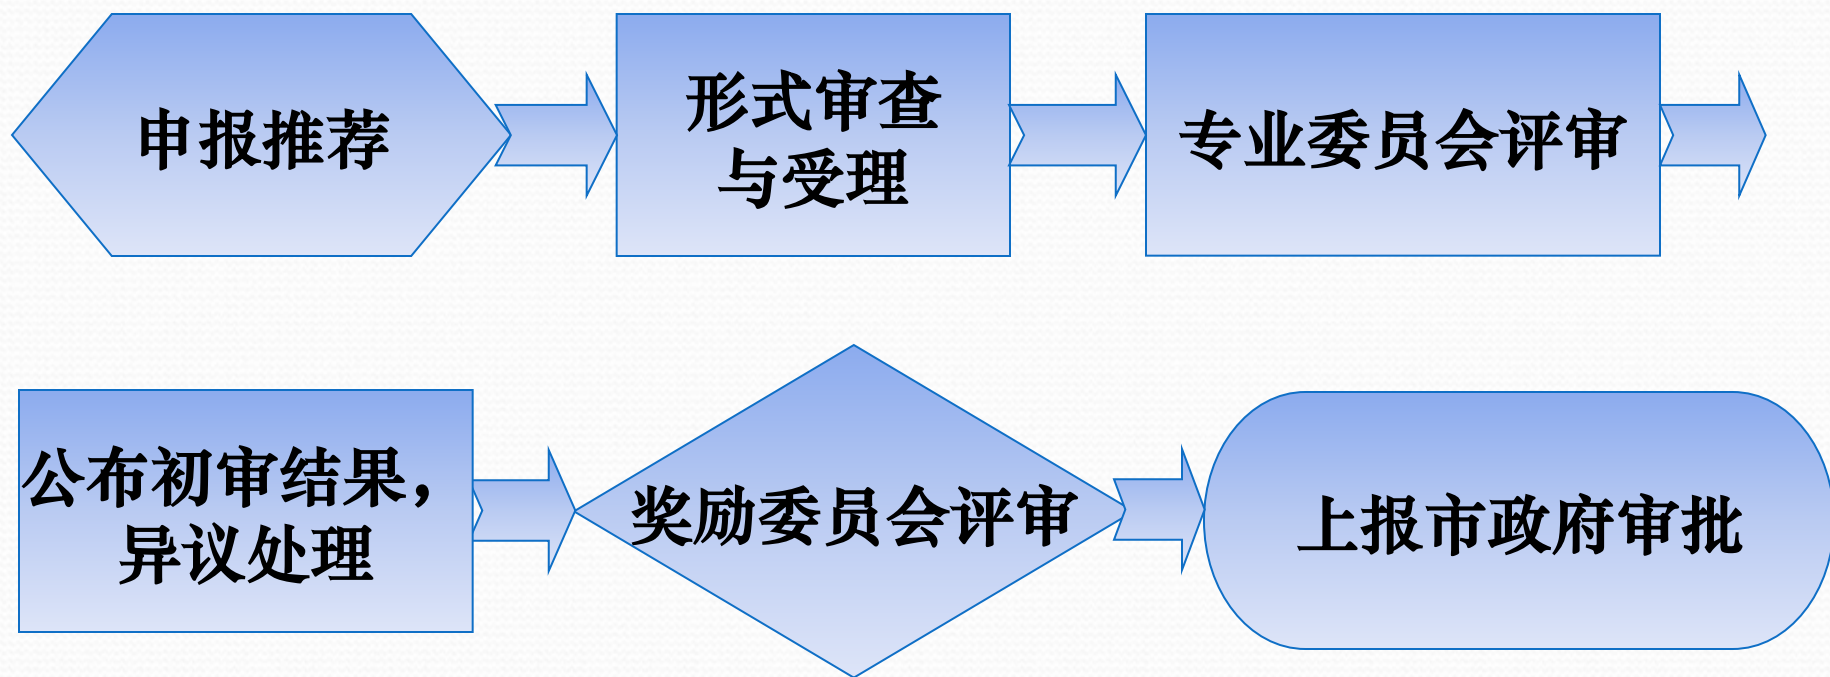 申报推荐
形式审查
与受理
专业委员会评审
公布初审结果，
异议处理
奖励委员会评审
上报市政府审批